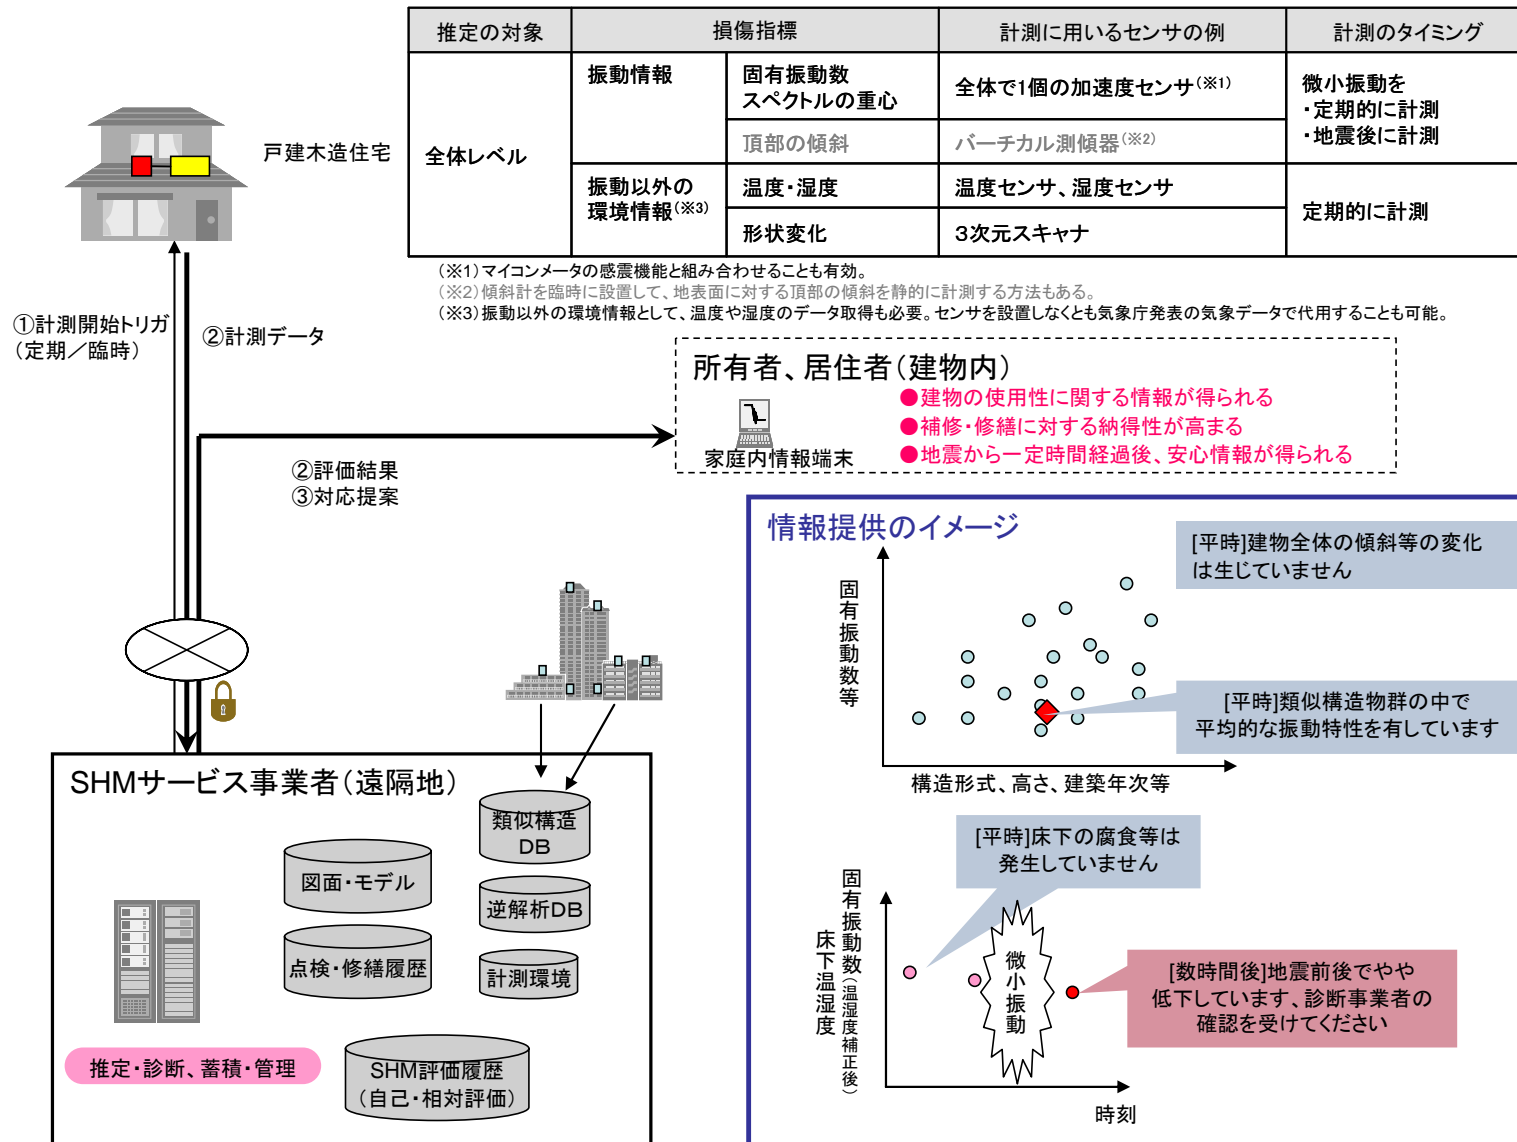 推定の対象
損傷指標
計測に用いるセンサの例
計測のタイミング
全体レベル
振動情報
固有振動数
スペクトルの重心
全体で1個の加速度センサ(※1)
微小振動を
・定期的に計測
・地震後に計測
頂部の傾斜
バーチカル測傾器(※2)
振動以外の
環境情報(※3)
温度・湿度
温度センサ、湿度センサ
定期的に計測
形状変化
3次元スキャナ
(※1)マイコンメータの感震機能と組み合わせることも有効。
(※2)傾斜計を臨時に設置して、地表面に対する頂部の傾斜を静的に計測する方法もある。
(※3)振動以外の環境情報として、温度や湿度のデータ取得も必要。センサを設置しなくとも気象庁発表の気象データで代用することも可能。
戸建木造住宅
①計測開始トリガ
(定期/臨時)
②計測データ
所有者、居住者(建物内)
家庭内情報端末
●建物の使用性に関する情報が得られる
●補修・修繕に対する納得性が高まる
●地震から一定時間経過後、安心情報が得られる
②評価結果
③対応提案
SHMサービス事業者(遠隔地)
類似構造
DB
図面・モデル
逆解析DB
点検・修繕履歴
計測環境
推定・診断、蓄積・管理
SHM評価履歴
(自己・相対評価)
情報提供のイメージ
[平時]建物全体の傾斜等の変化
は生じていません
固有振動数等
[平時]類似構造物群の中で
平均的な振動特性を有しています
構造形式、高さ、建築年次等
[平時]床下の腐食等は
発生していません
固有振動数(温湿度補正後)
床下温湿度
微小振動
[数時間後]地震前後でやや
低下しています、診断事業者の
確認を受けてください
時刻